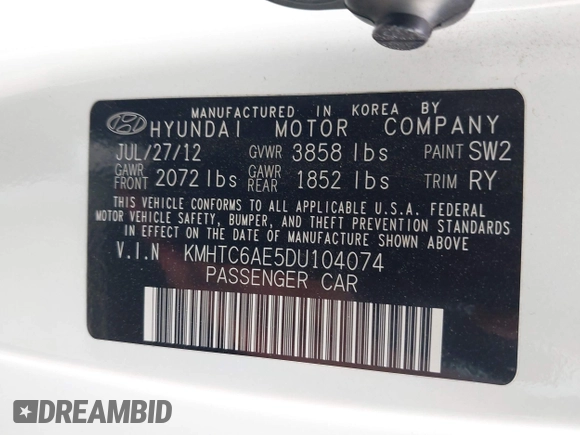 MANUFACTURED IN KOREA BY
HYUNDAI MOTOR COMPANY
JUL/27/12 GVWR 3858 lbs PAINT SW2
GAWR FRONT 2072 lbs GAWR REAR 1852 lbs TRIM RY
THIS VEHICLE CONFORMS TO ALL APPLICABLE U.S.A. FEDERAL
MOTOR VEHICLE SAFETY, BUMPER, AND THEFT PREVENTION STANDARDS
IN EFFECT ON THE DATE OF MANUFACTURE SHOWN ABOVE.
V.I.N KMHTC6AE5DU104074
PASSENGER CAR
DREAMBID